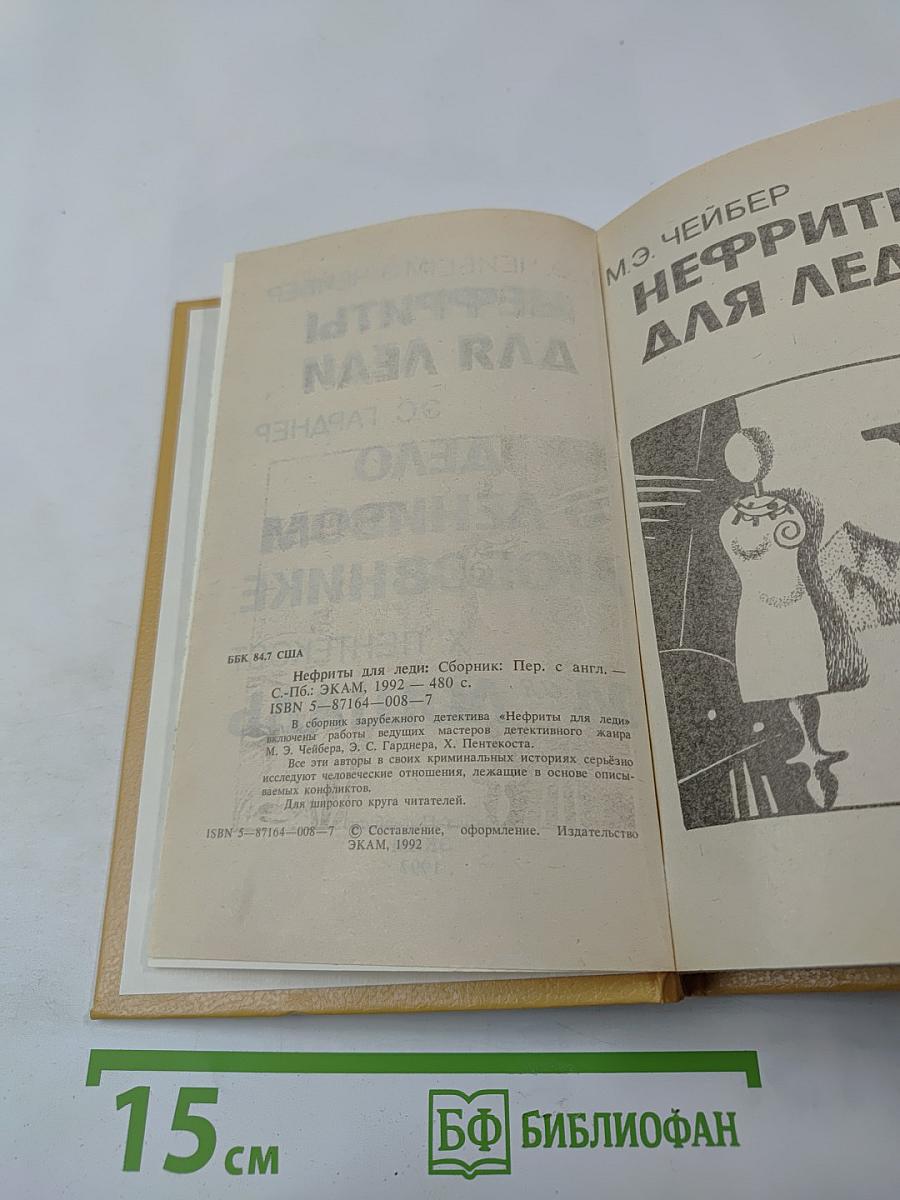 ББК 84.7 США
Нефриты для леди: Сборник: Пер. с англ. —
С.-Пб.: ЭКАМ, 1992 — 480 с.
ISBN 5—87164—008—7
В сборник зарубежного детектива «Нефриты для леди»
включены работы ведущих мастеров детективного жанра
М. Э. Чейбера, Э. С. Гарднера, Х. Пентекоста.
Все эти авторы в своих криминальных историях серьёзно
исследуют человеческие отношения, лежащие в основе описы-
ваемых конфликтов.
Для широкого круга читателей.
ISBN 5—87164—008—7 © Составление, оформление. Издательство
ЭКАМ, 1992
М.Э. ЧЕЙБЕР
НЕФРИТ
ДЛЯ ЛЕД
15 см
БФ БИБЛИОФАН